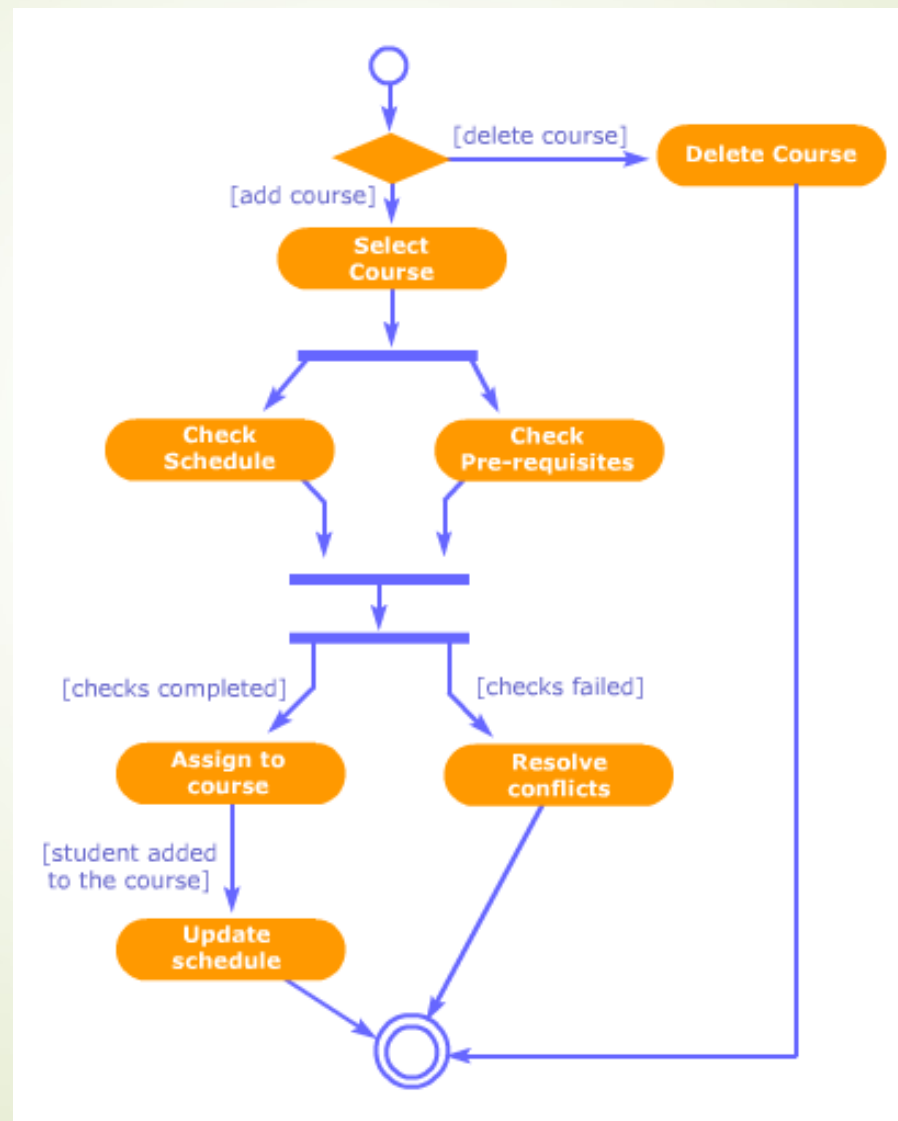 [delete course]
Delete Course
[add course]
Select
Course
Check
Schedule
Check
Pre-requisites
[checks completed]
[checks failed]
Assign to
course
Resolve
conflicts
[student added
to the course]
Update
schedule